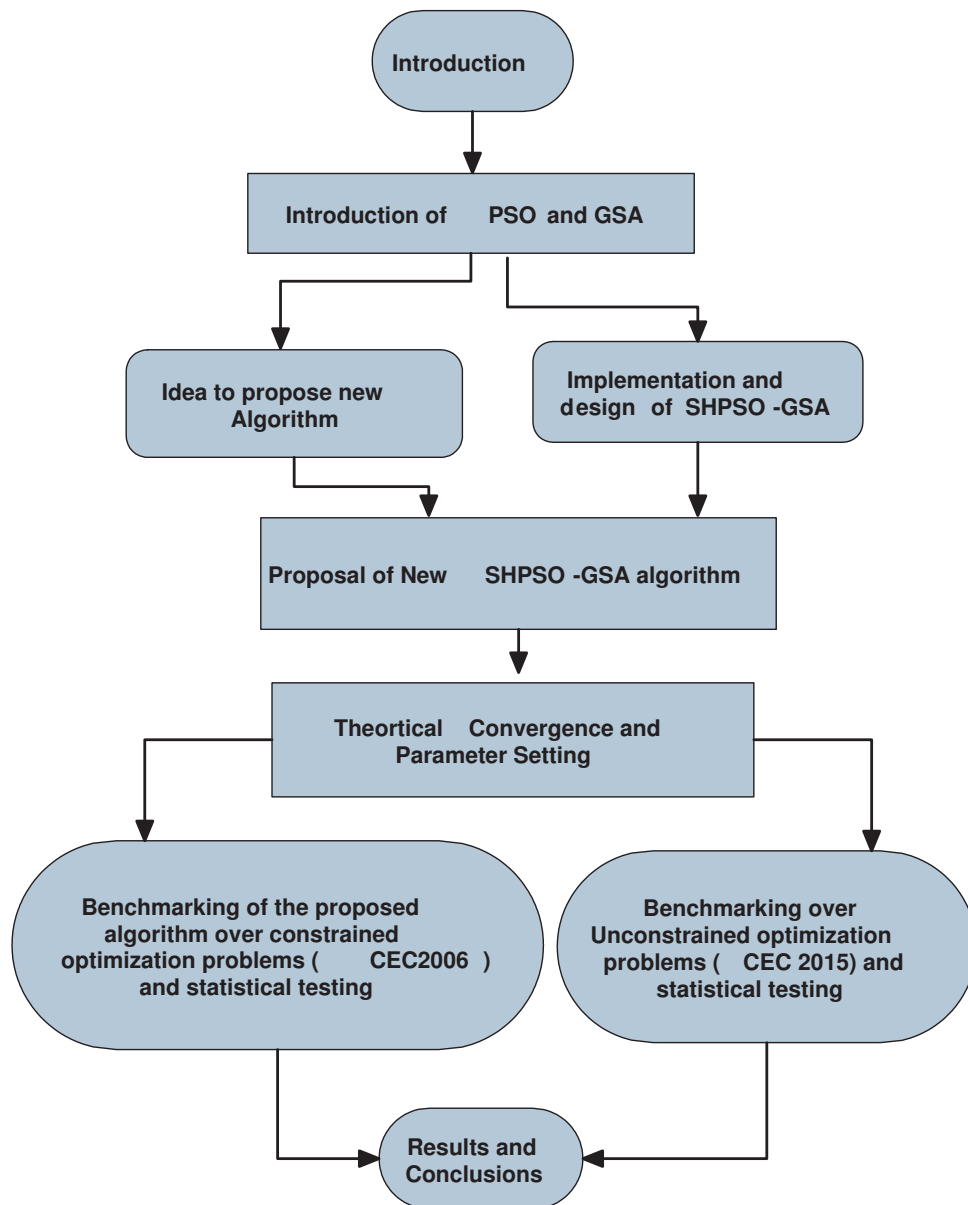 Introduction
Introduction of PSO and GSA
Idea to propose new
Algorithm
Implementation and
design of SHPSO -GSA
Proposal of New SHPSO -GSA algorithm
Theortical Convergence and
Parameter Setting
Benchmarking of the proposed
algorithm over constrained
optimization problems ( CEC2006 )
and statistical testing
Benchmarking over
Unconstrained optimization
problems ( CEC 2015) and
statistical testing
Results and
Conclusions